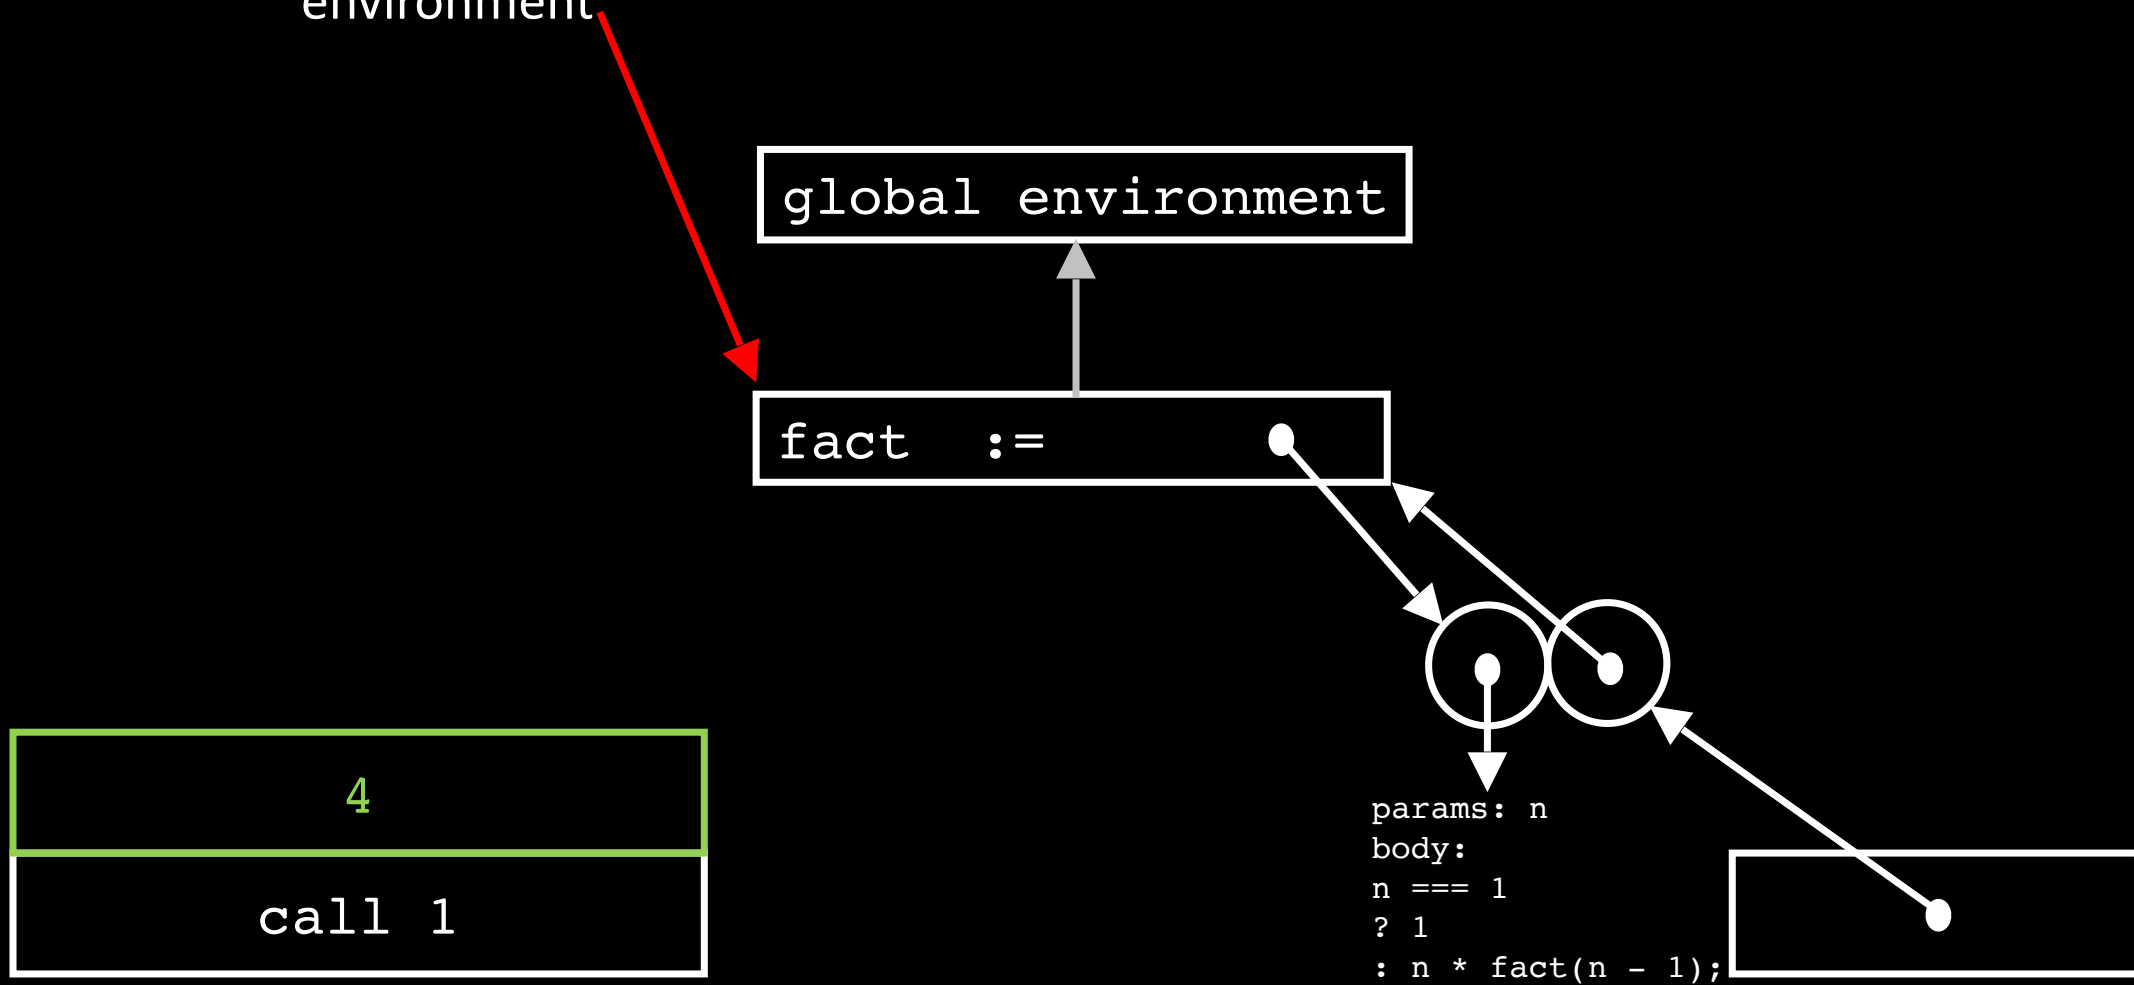 environment
global environment
fact :=
4
call 1
params: n
body:
n === 1
? 1
: n * fact(n - 1);